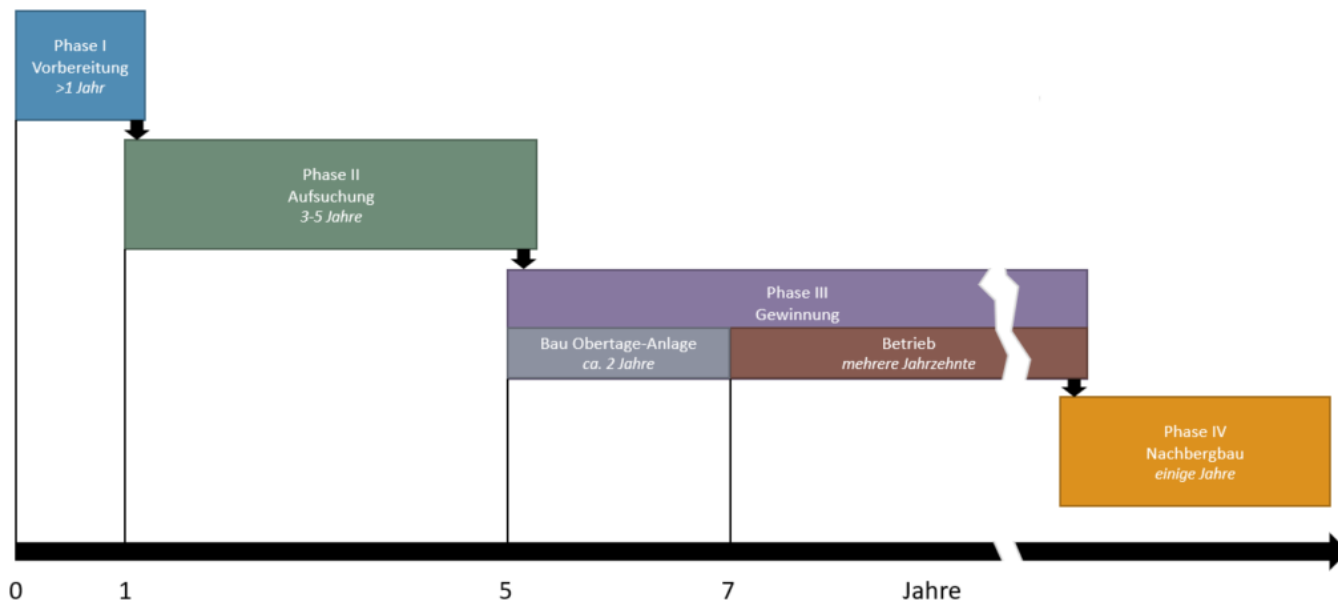 Phase I
Vorbereitung
>1 Jahr
Phase II
Aufsuchung
3-5 Jahre
Phase III
Gewinnung
Bau Obertage-Anlage
ca. 2 Jahre
Betrieb
mehrere Jahrzehnte
Phase IV
Nachbergbau
einige Jahre
0 1 5 7 Jahre